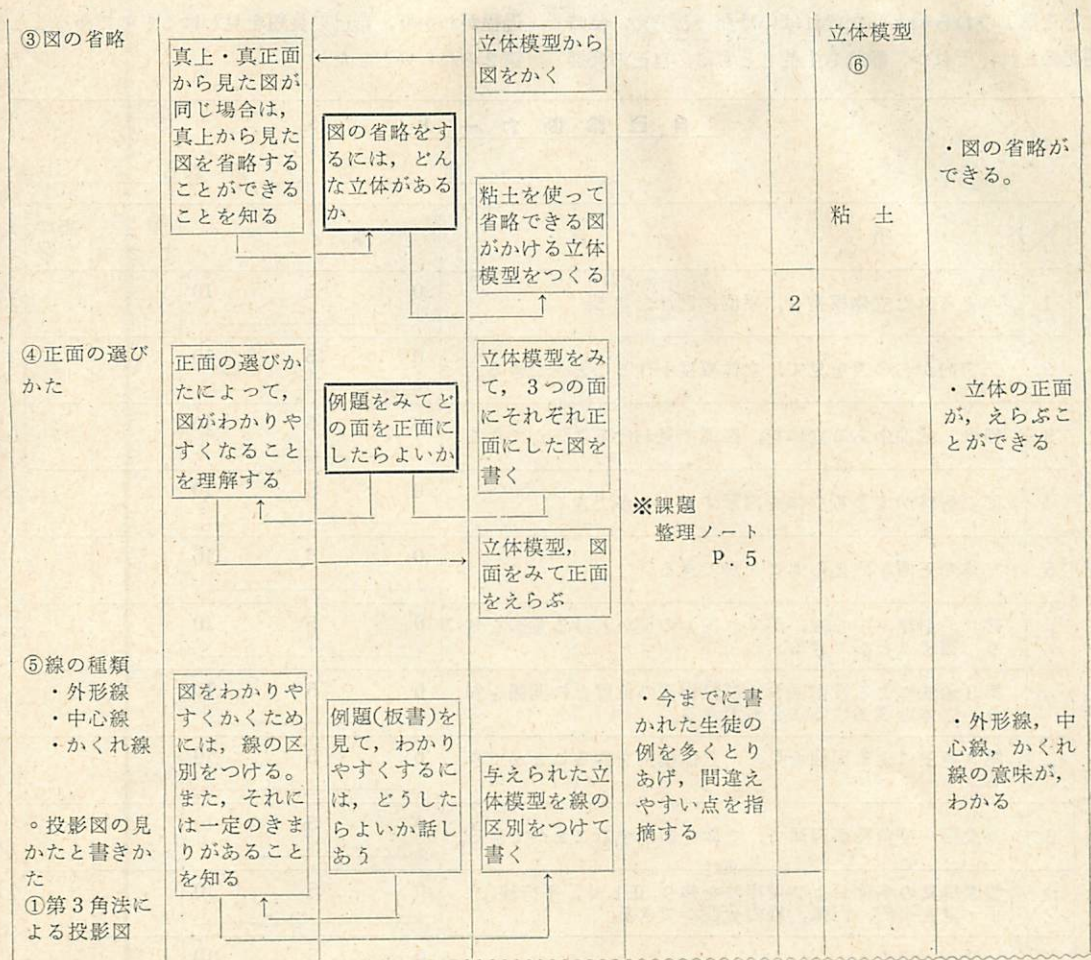 ③図の省略
真上・真正面
から見た図が
同じ場合は，
真上から見た
図を省略する
ことができる
ことを知る
図の省略をす
るには，どん
な立体がある
か
立体模型から
図をかく
粘土を使って
省略できる図
がかける立体
模型をつくる
2
立体模型
⑥
粘　土
・図の省略が
できる。
④正面の選び
かた
正面の選びか
たによって，
図がわかりや
すくなること
を理解する
例題をみてど
の面を正面に
したらよいか
立体模型をみ
て，3つの面
にそれぞれ正
面にした図を
書く
立体模型，図
面をみて正面
をえらぶ
※課題
整理ノート
P．5
・立体の正面
が，えらぶこ
とができる
⑤線の種類
・外形線
・中心線
・かくれ線
。投影図の見
かたと書きか
た
①第3角法に
よる投影図
図をわかりや
すくかくため
には，線の区
別をつける。
また，それに
は一定のきま
りがあること
を知る
例題(板書)を
見て，わかり
やすくするに
は，どうした
らよいか話し
あう
与えられた立
体模型を線の
区別をつけて
書く
・今までに書
かれた生徒の
例を多くとり
あげ，間違え
やすい点を指
摘する
・外形線，中
心線，かくれ
線の意味が，
わかる